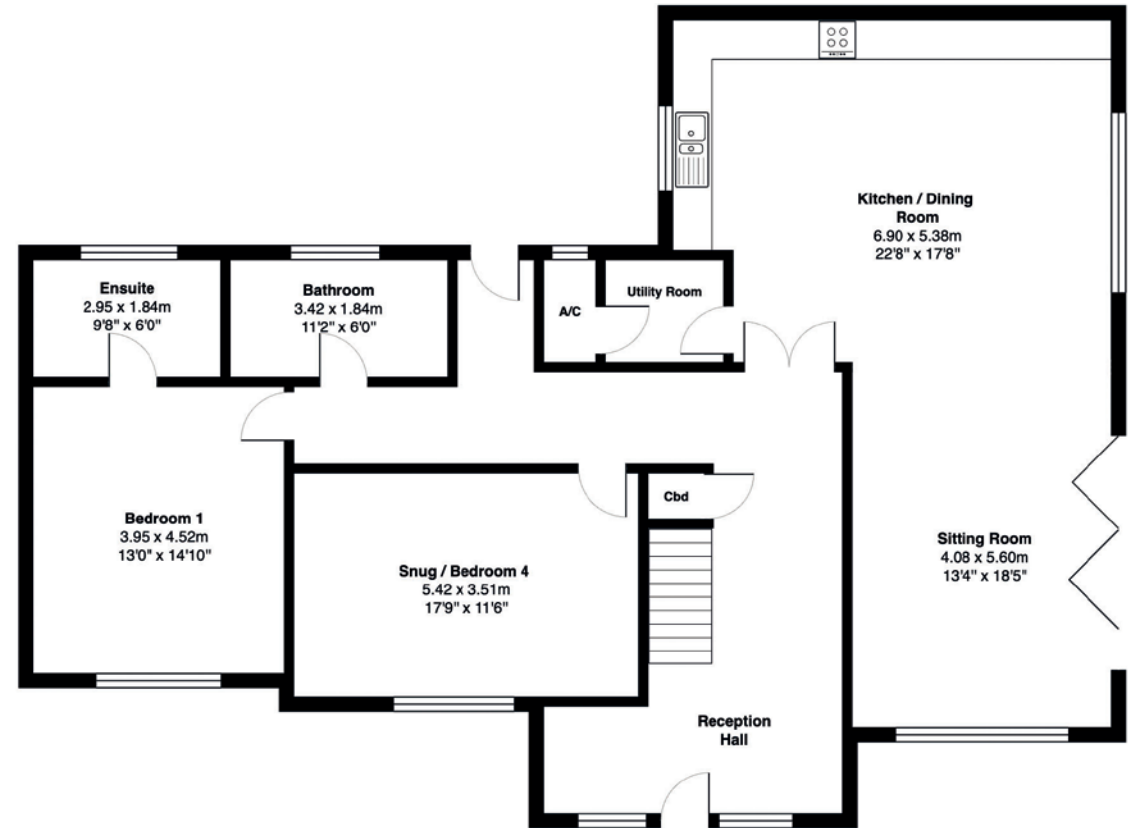 Kitchen / Dining
Room
6.90 x 5.38m
22'8" x 17'8"
Ensuite
2.95 x 1.84m
9'8" x 6'0"
Bathroom
3.42 x 1.84m
11'2" x 6'0"
A/C
Utility Room
Bedroom 1
3.95 x 4.52m
13'0" x 14'10"
Snug / Bedroom 4
5.42 x 3.51m
17'9" x 11'6"
Cbd
Sitting Room
4.08 x 5.60m
13'4" x 18'5"
Reception
Hall